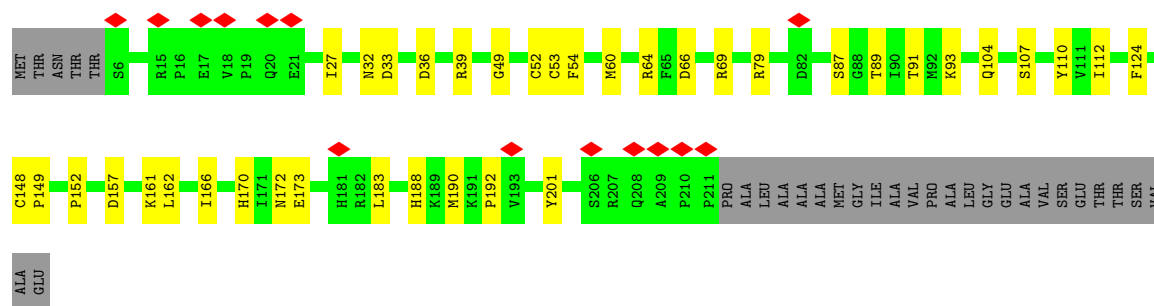 MET THR ASN THR THR S6 R15 P16 E17 V18 P19 Q20 E21 I27 N32 D33 D36 R39 G49 C52 C53 F54 M60 R64 F65 D66 R69 R79 D82 S87 G88 T89 I90 T91 M92 K93 Q104 S107 Y110 V111 I112 F124
C148 P149 P152 D157 K161 L162 I166 H170 I171 N172 E173 H181 R182 L183 H188 K189 M190 K191 P192 V193 Y201 S206 R207 Q208 A209 P210 P211 PRO ALA LEU ALA ALA ALA MET GLY ILE ALA VAL PRO ALA LEU GLY GLU ALA VAL SER GLU THR THR SER VAL
ALA GLU